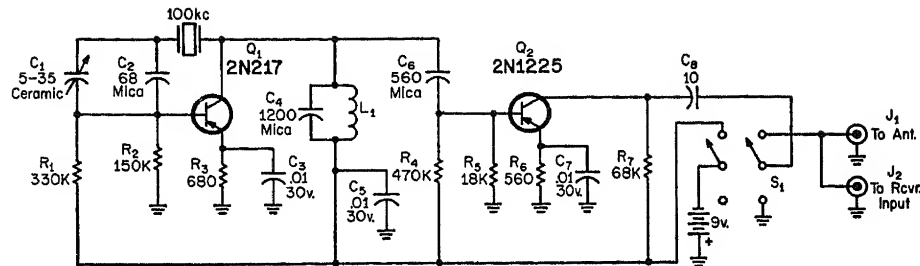 100kc
C1
5-35
Ceramic
C2
68
Mica
Q1
2N217
C4
1200
Mica
L1
C6
560
Mica
Q2
2N1225
C8
10
J1
To Ant.
J2
To Rcvr.
Input
S1
R1
330K
R2
150K
R3
680
C3
.01
30v.
C5
.01
30v.
R4
470K
R5
18K
R6
560
C7
.01
30v.
R7
68K
9v.
+